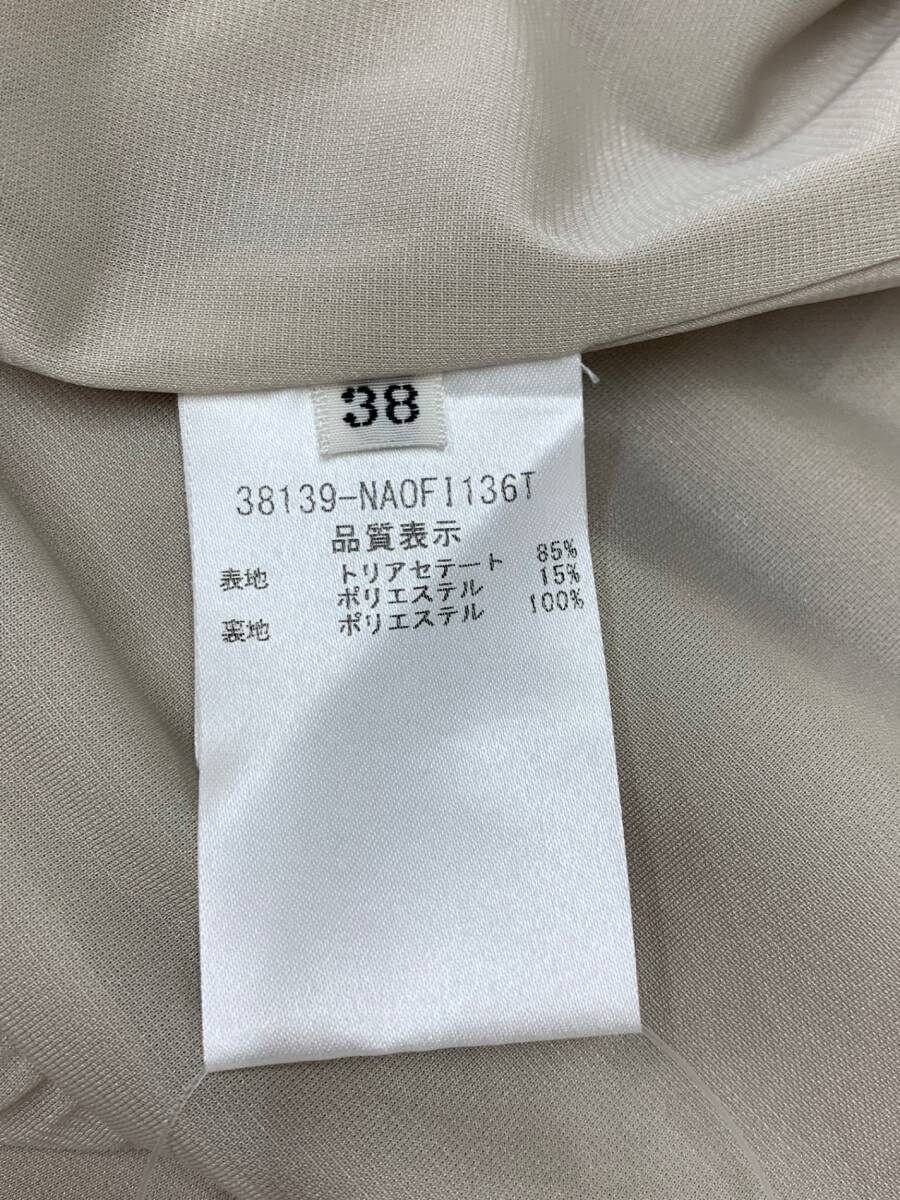 38
38139-NAOFI136T
品質表示
表地 トリアセテート 85%
ポリエステル 15%
裏地 ポリエステル 100%